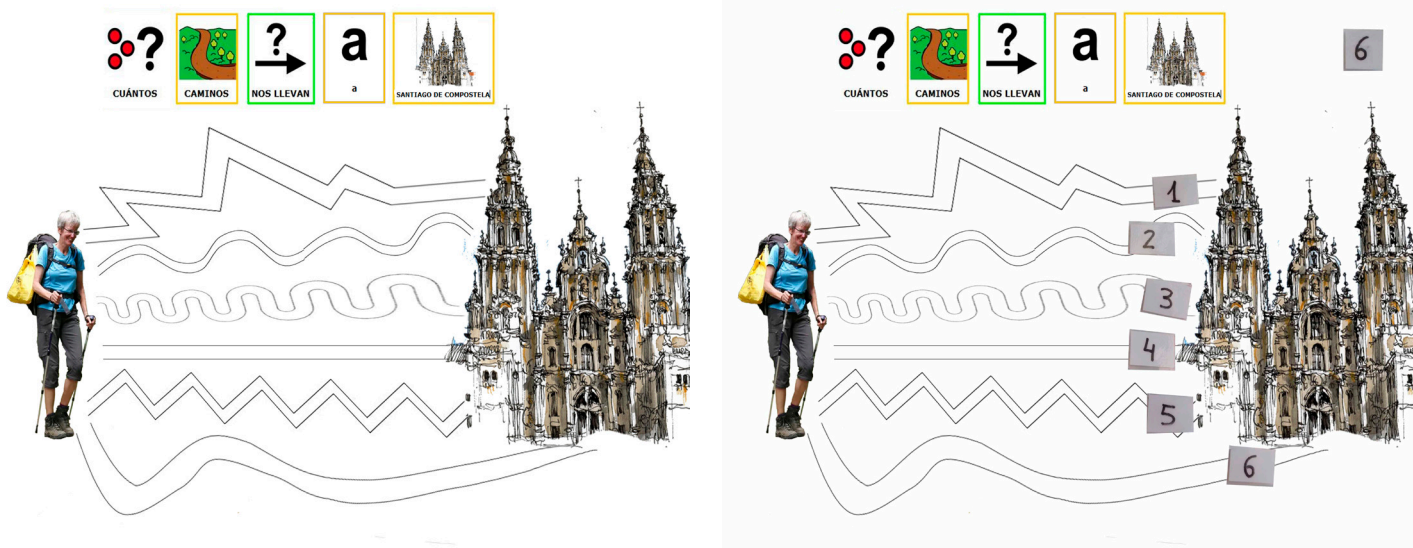 ? ? a
CUÁNTOS CAMINOS NOS LLEVAN a SANTIAGO DE COMPOSTELA
? ? a 6
CUÁNTOS CAMINOS NOS LLEVAN a SANTIAGO DE COMPOSTELA
1
2
3
4
5
6